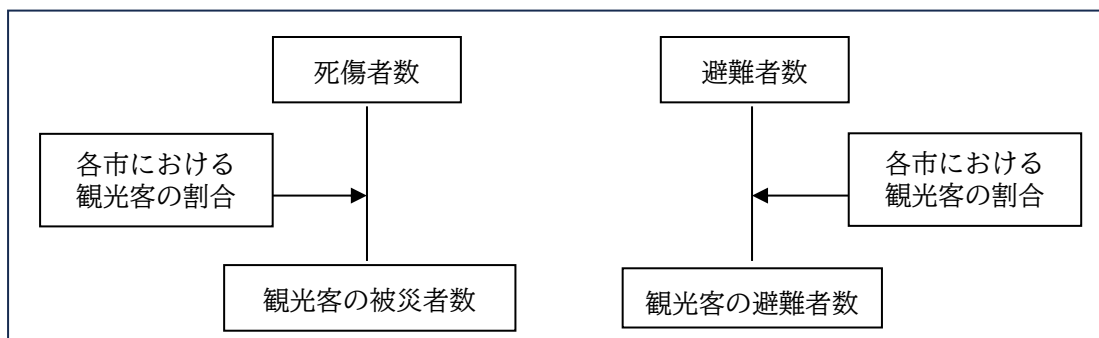 死傷者数
避難者数
各市における
観光客の割合
各市における
観光客の割合
観光客の被災者数
観光客の避難者数